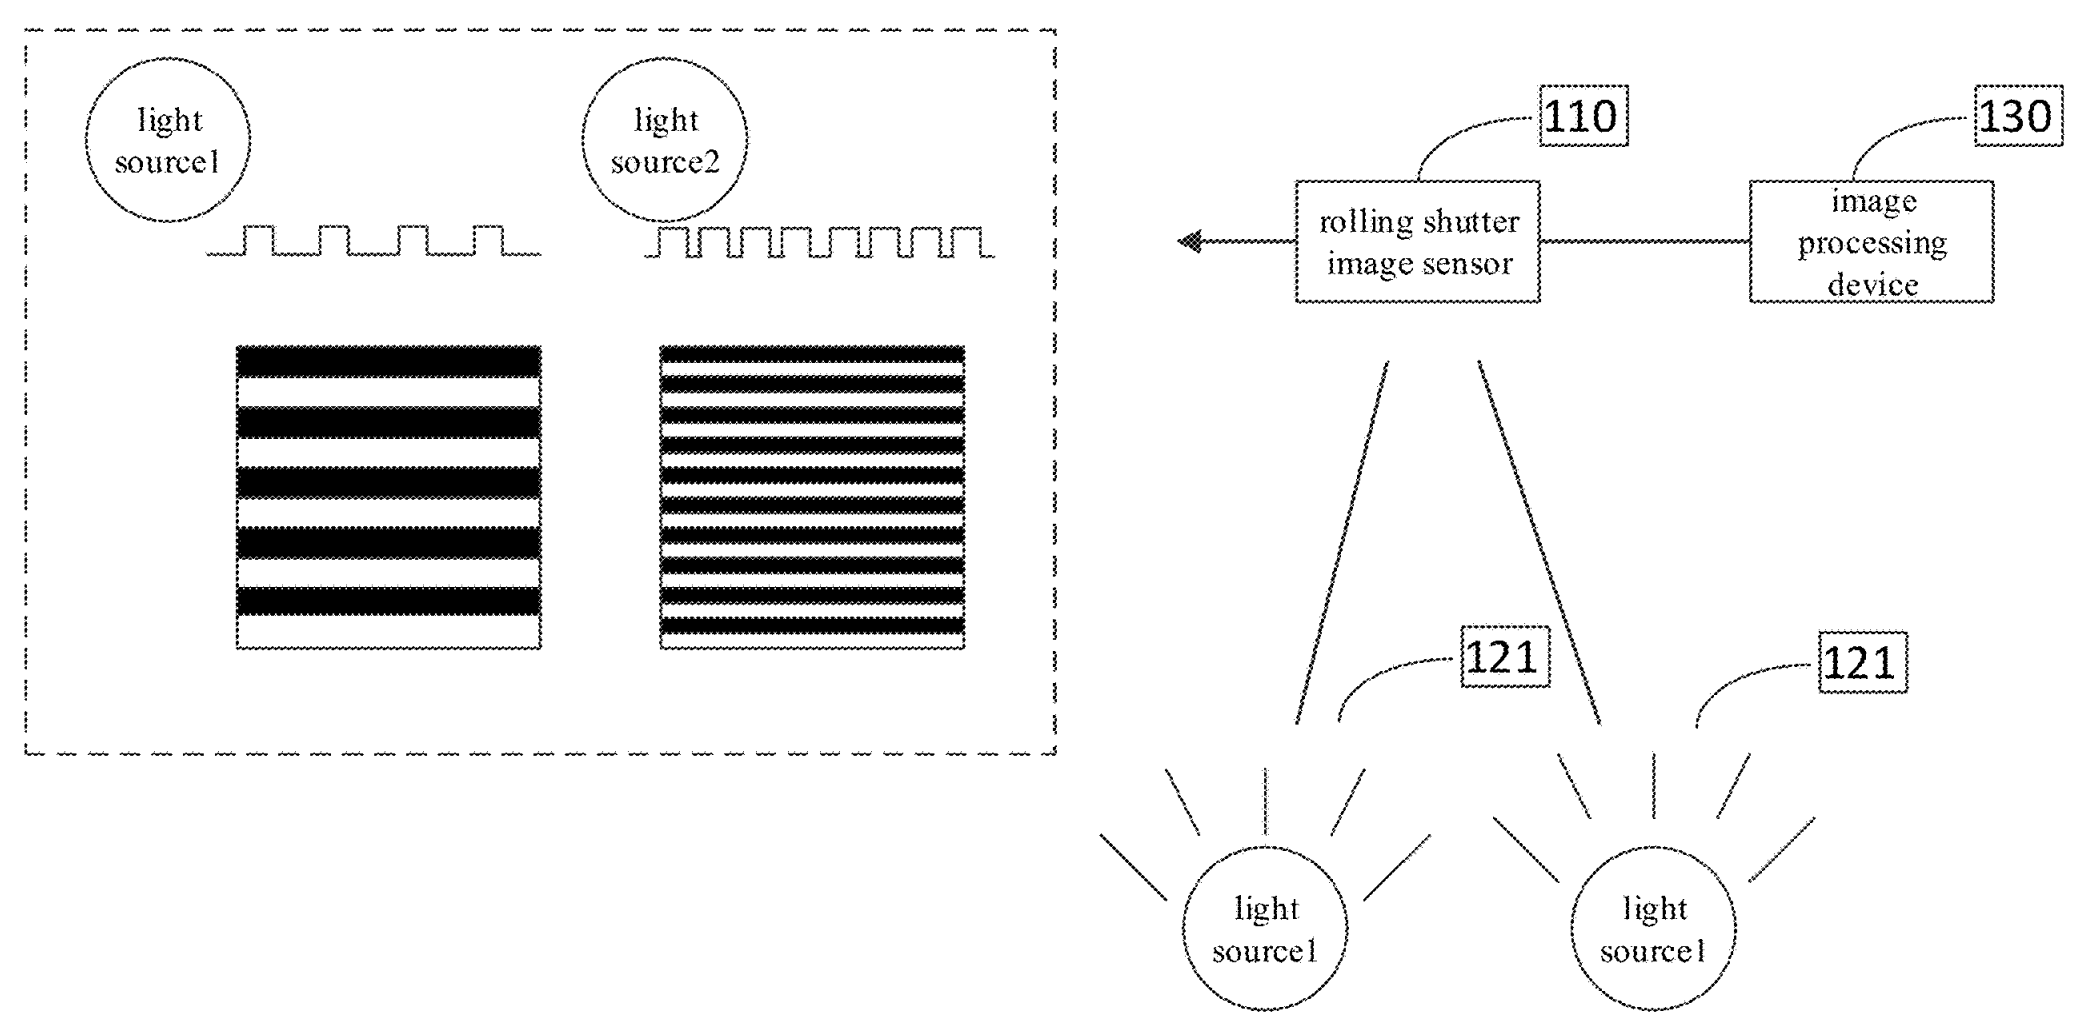 light
source1
light
source2
110
130
rolling shutter
image sensor
image
processing
device
121
121
light
source1
light
source1